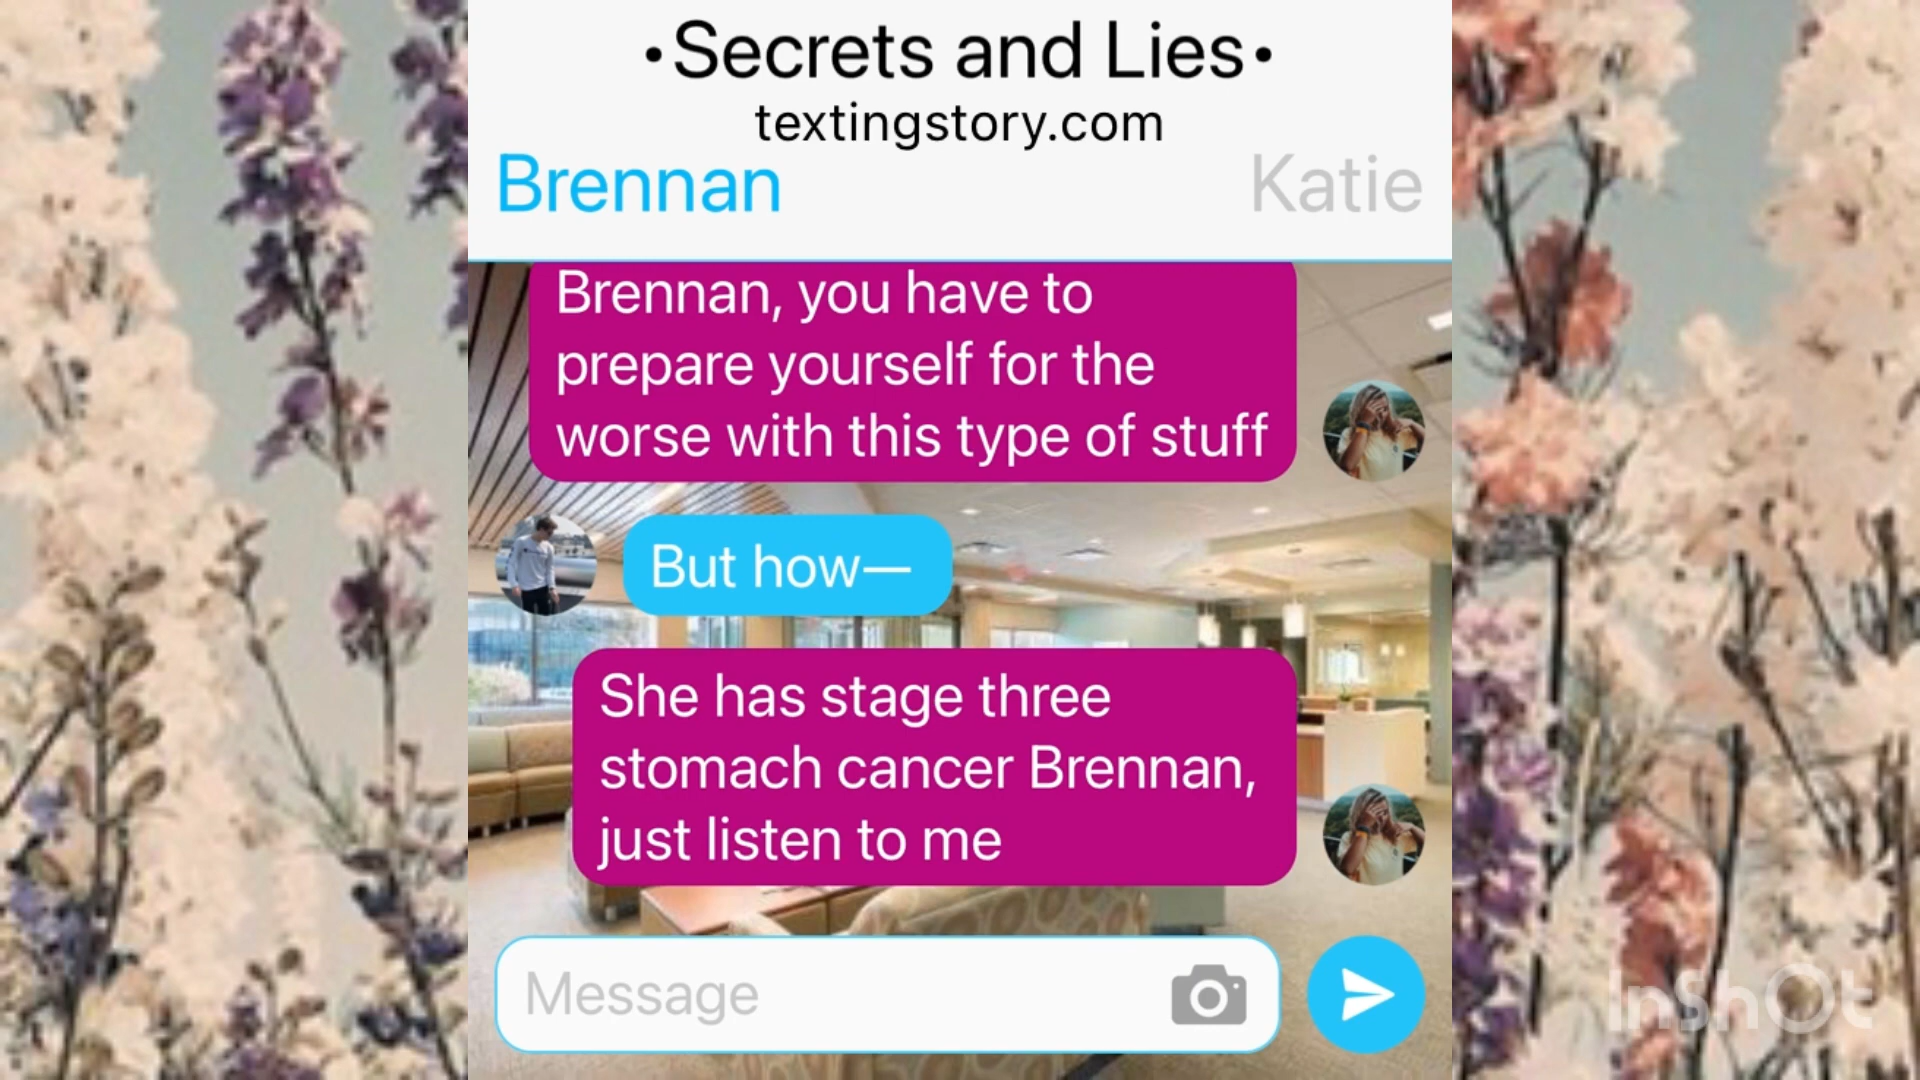 •Secrets and Lies•
textingstory.com
Brennan Katie
Brennan, you have to
prepare yourself for the
worse with this type of stuff
But how—
She has stage three
stomach cancer Brennan,
just listen to me
Message
InShOt